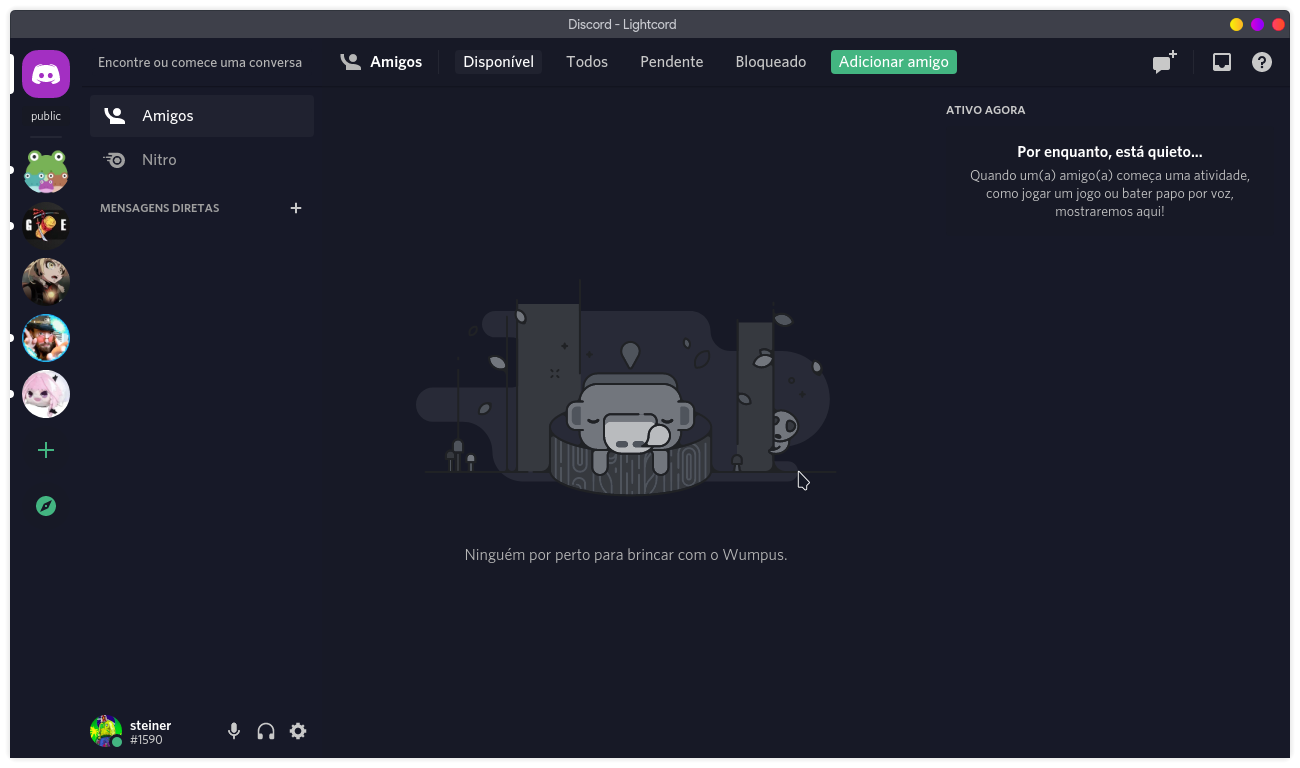 Discord - Lightcord
Encontre ou comece uma conversa
Amigos
Disponível
Todos
Pendente
Bloqueado
Adicionar amigo
public
G E
Amigos
Nitro
MENSAGENS DIRETAS
ATIVO AGORA
Por enquanto, está quieto...
Quando um(a) amigo(a) começa uma atividade,
como jogar um jogo ou bater papo por voz,
mostraremos aqui!
Ninguém por perto para brincar com o Wumpus.
steiner
#1590